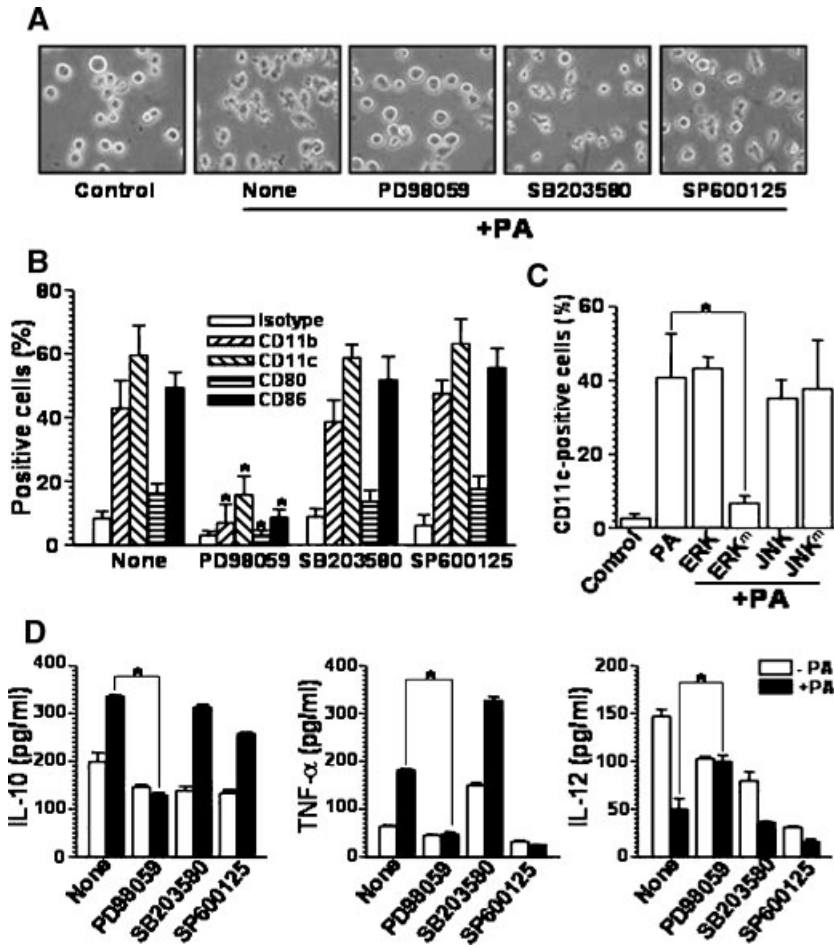 A
Control None PD98059 SB203580 SP600125
+PA
B
80
60
40
20
0
Positive cells (%)
Isotype
CD11b
CD11c
CD80
CD86
* * * *
None PD98059 SB203580 SP600125
C
60
40
20
0
CD11c-positive cells (%)
*
Control PA ERK ERKm JNK JNKm
+PA
D
400
300
200
100
0
IL-10 (pg/ml)
*
None PD98059 SB203580 SP600125
400
300
200
100
0
TNF-α (pg/ml)
*
None PD98059 SB203580 SP600125
200
150
100
50
0
IL-12 (pg/ml)
*
- PA
+PA
None PD98059 SB203580 SP600125